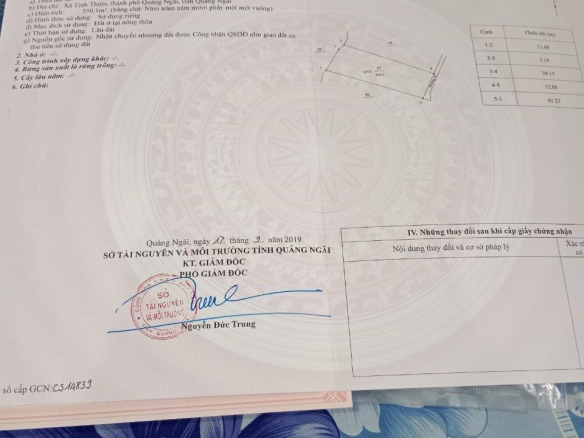 b) Địa chỉ: Xã Tịnh Thiện, thành phố Quảng Ngãi, tỉnh Quảng Ngãi
c) Diện tích: 550,1m², (bằng chữ: Năm trăm năm mươi phẩy một mét vuông)
d) Hình thức sử dụng: Sử dụng riêng
đ) Mục đích sử dụng: Đất ở tại nông thôn
e) Thời hạn sử dụng: Lâu dài
g) Nguồn gốc sử dụng: Nhận chuyển nhượng đất được Công nhận QSDĐ như giao đất có
thu tiền sử dụng đất
2. Nhà ở: -/-
3. Công trình xây dựng khác: -/-
4. Rừng sản xuất là rừng trồng: -/-
5. Cây lâu năm: -/-
6. Ghi chú:
Cạnh
Chiều dài (m)
1-2
11.48
2-3
3-4
4-5
12.88
5-1
41.25
Quảng Ngãi, ngày 17 tháng 9 năm 2019
SỞ TÀI NGUYÊN VÀ MÔI TRƯỜNG TỈNH QUẢNG NGÃI
KT. GIÁM ĐỐC
PHÓ GIÁM ĐỐC
SỞ
TÀI NGUYÊN
VÀ MÔI TRƯỜNG
Nguyễn Đức Trung
IV. Những thay đổi sau khi cấp giấy chứng nhận
Nội dung thay đổi và cơ sở pháp lý
số cấp GCN: CS14839